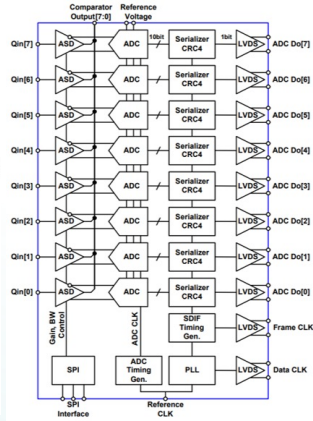 Comparator Reference
Output[7:0] Voltage
Qin[7] ASD ADC 10bit Serializer CRC4 1bit LVDS ADC Do[7]
Qin[6] ASD ADC Serializer CRC4 LVDS ADC Do[6]
Qin[5] ASD ADC Serializer CRC4 LVDS ADC Do[5]
Qin[4] ASD ADC Serializer CRC4 LVDS ADC Do[4]
Qin[3] ASD ADC Serializer CRC4 LVDS ADC Do[3]
Qin[2] ASD ADC Serializer CRC4 LVDS ADC Do[2]
Qin[1] ASD ADC Serializer CRC4 LVDS ADC Do[1]
Qin[0] ASD ADC Serializer CRC4 LVDS ADC Do[0]
Gain, BW
Control
ADC CLK
SDIF
Timing
Gen.
LVDS Frame CLK
SPI
ADC
Timing
Gen.
PLL
LVDS Data CLK
SPI
Interface
Reference
CLK